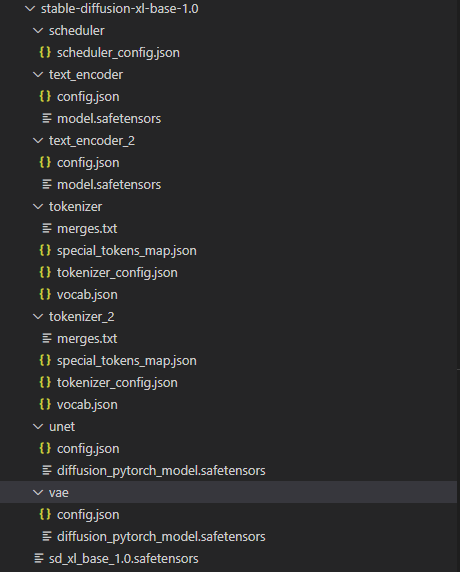 stable-diffusion-xl-base-1.0
scheduler
{} scheduler_config.json
text_encoder
{} config.json
model.safetensors
text_encoder_2
{} config.json
model.safetensors
tokenizer
merges.txt
{} special_tokens_map.json
{} tokenizer_config.json
{} vocab.json
tokenizer_2
merges.txt
{} special_tokens_map.json
{} tokenizer_config.json
{} vocab.json
unet
{} config.json
diffusion_pytorch_model.safetensors
vae
{} config.json
diffusion_pytorch_model.safetensors
sd_xl_base_1.0.safetensors